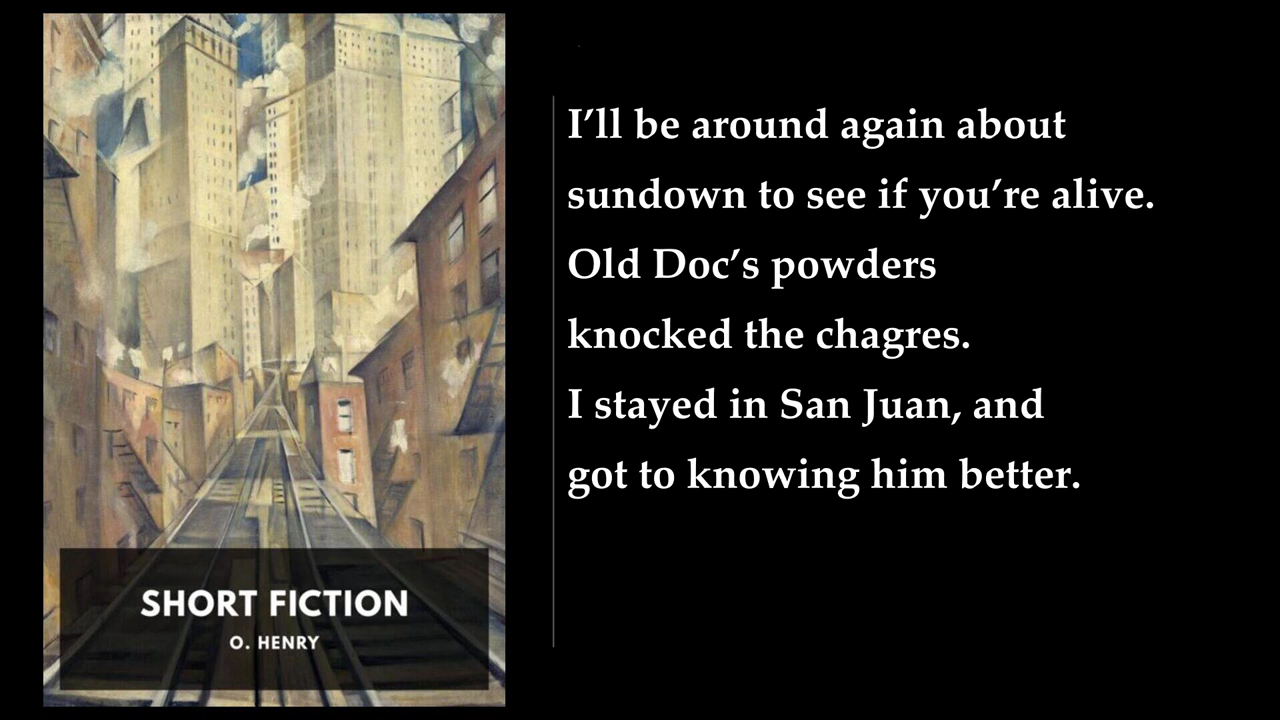 I’ll be around again about
sundown to see if you’re alive.
Old Doc’s powders
knocked the chagres.
I stayed in San Juan, and
got to knowing him better.
SHORT FICTION
O. HENRY